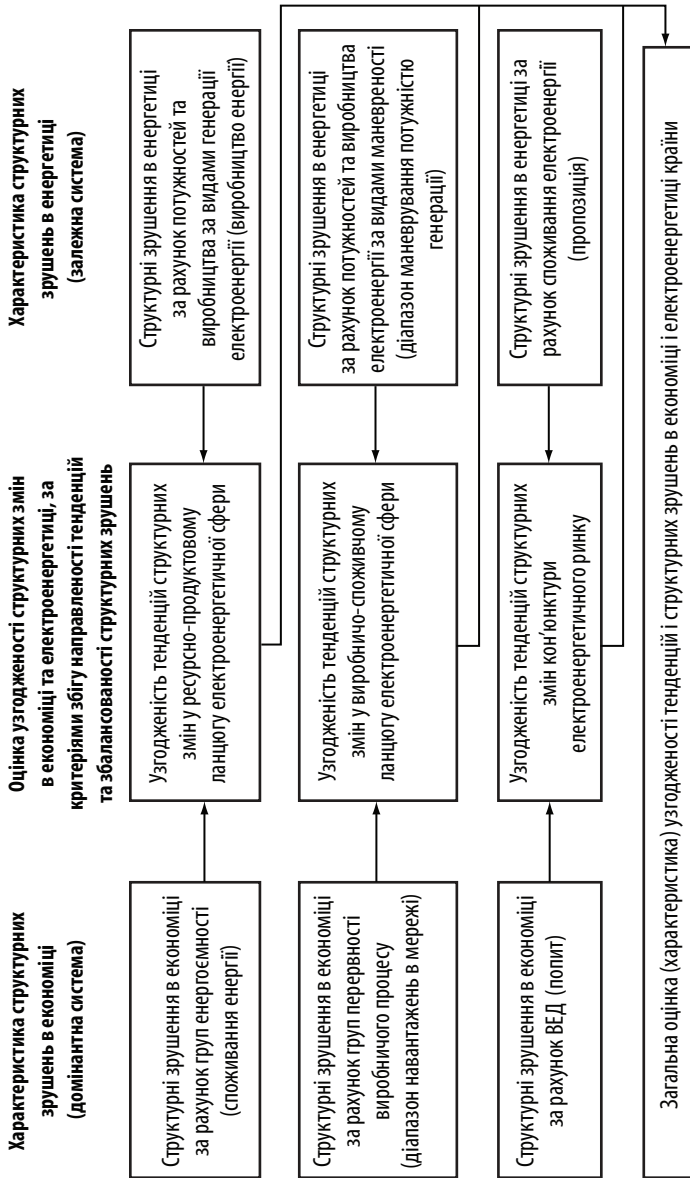 Характеристика структурних
зрушень в економіці
(домінантна система)
Оцінка узгодженості структурних змін
в економіці та електроенергетиці, за
критеріями збігу направленості тенденцій
та збалансованості структурних зрушень
Характеристика структурних
зрушень в енергетиці
(залежна система)
Структурні зрушення в економіці
за рахунок груп енергоємності
(споживання енергії)
Узгодженість тенденцій структурних
змін у ресурсно-продуктовому
ланцюгу електроенергетичної сфери
Структурні зрушення в енергетиці
за рахунок потужностей та
виробництва за видами генерації
електроенергії (виробництво енергії)
Структурні зрушення в економіці
за рахунок груп перервності
виробничого процесу
(діапазон навантажень в мережі)
Узгодженість тенденцій структурних
змін у виробничо-споживчому
ланцюгу електроенергетичної сфери
Структурні зрушення в енергетиці
за рахунок потужностей та виробництва
електроенергії за видами маневреності
(діапазон маневрування потужністю
генерації)
Структурні зрушення в економіці
за рахунок ВЕД (попит)
Узгодженість тенденцій структурних
змін кон’юнктури
електроенергетичного ринку
Структурні зрушення в енергетиці за
рахунок споживання електроенергії
(пропозиція)
Загальна оцінка (характеристика) узгодженості тенденцій і структурних зрушень в економіці і електроенергетиці країни